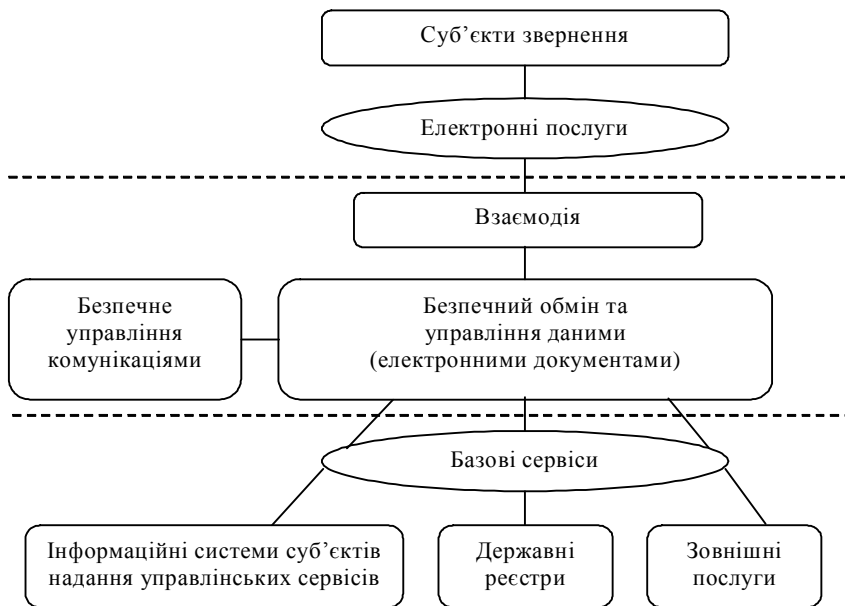 Суб’єкти звернення
Електронні послуги
Взаємодія
Безпечне
управління
комунікаціями
Безпечний обмін та
управління даними
(електронними документами)
Базові сервіси
Інформаційні системи суб’єктів
надання управлінських сервісів
Державні
реєстри
Зовнішні
послуги